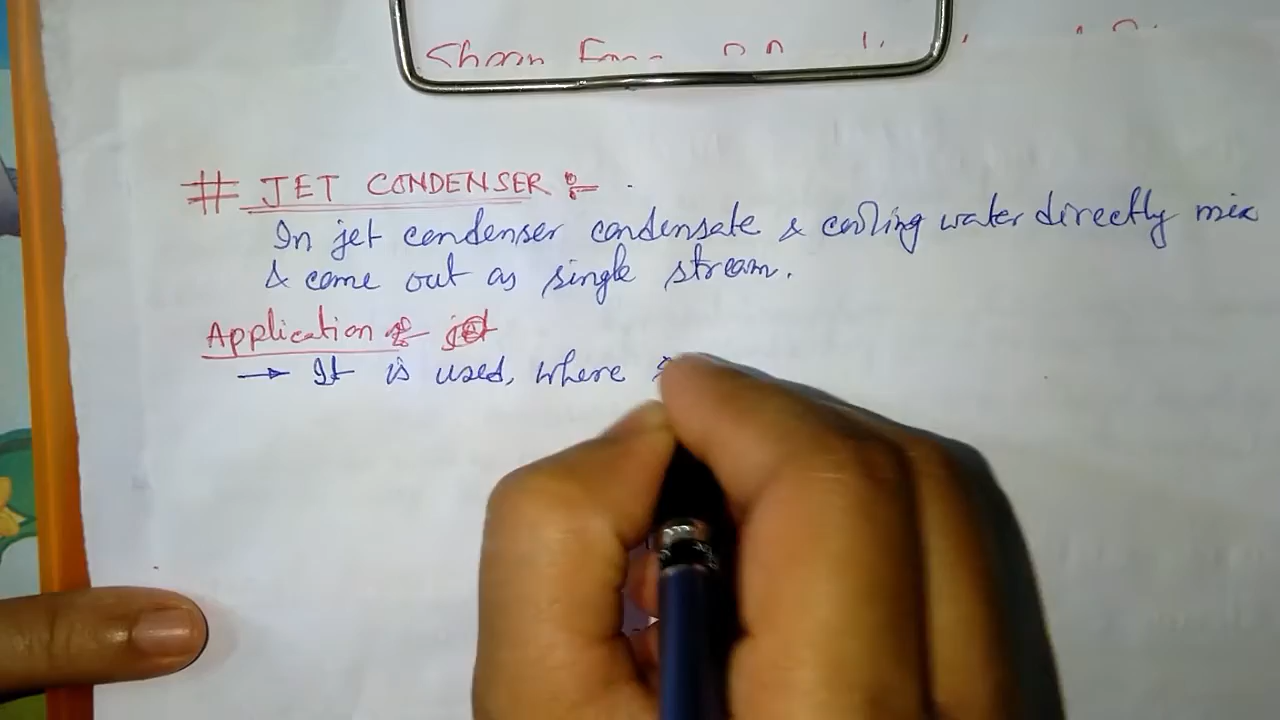 # JET CONDENSER :-
In jet condenser condensate & cooling water directly mix
& come out as single stream.
Application :-
→ It is used, where